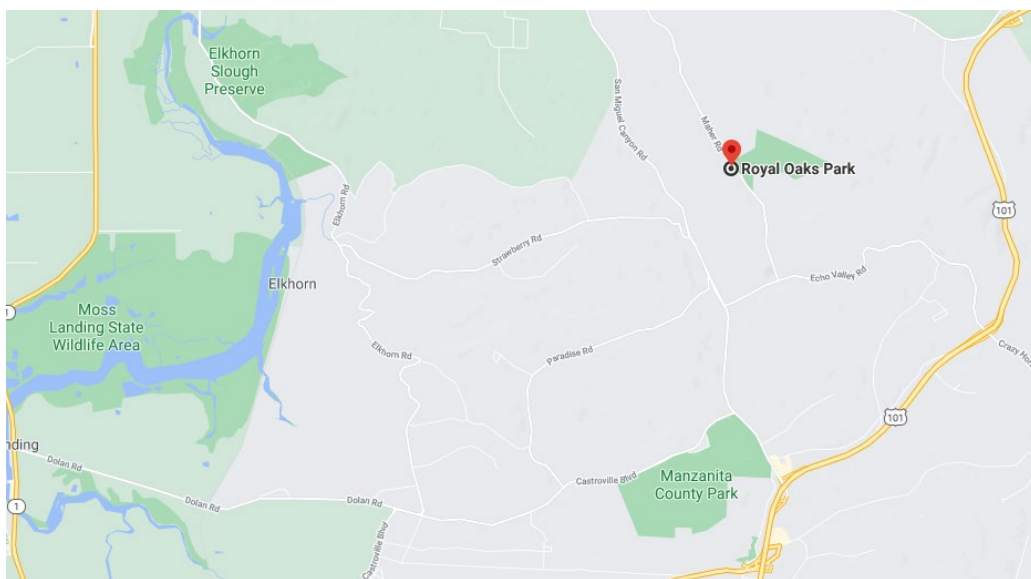 Elkhorn
Slough
Preserve
San Miguel Canyon Rd
Maher Rd
Royal Oaks Park
Elkhorn Rd
101
Strawberry Rd
Echo Valley Rd
Elkhorn
1
Moss
Landing State
Wildlife Area
Elkhorn Rd
Paradise Rd
Crazy Hor
101
nding
Dolan Rd
Castroville Blvd
Manzanita
County Park
Dolan Rd
Dolan Rd
1
Castroville Blvd